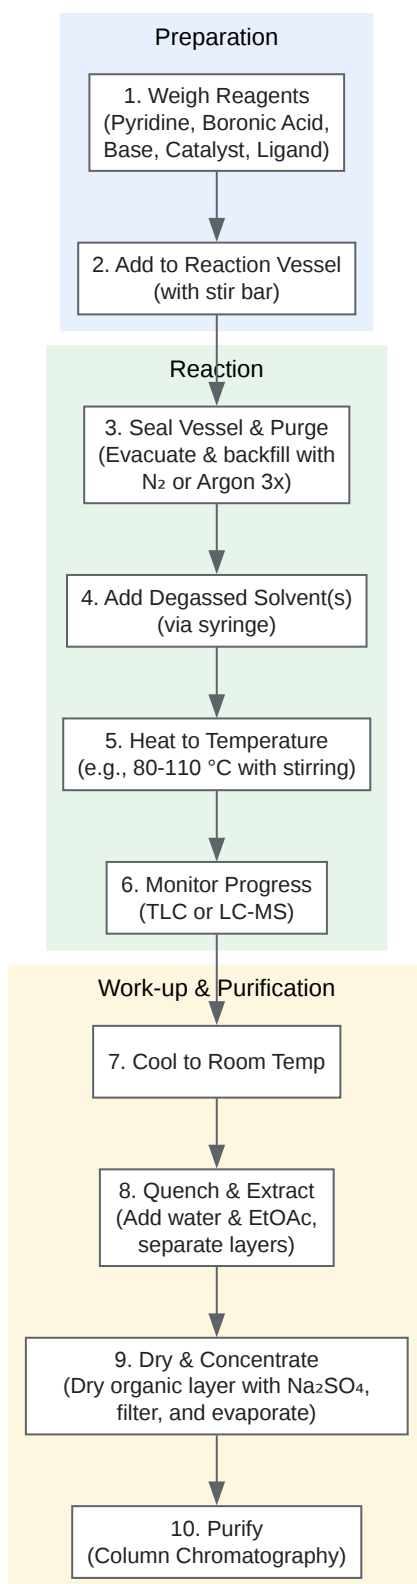 Preparation
1. Weigh Reagents
(Pyridine, Boronic Acid,
Base, Catalyst, Ligand)
2. Add to Reaction Vessel
(with stir bar)
Reaction
3. Seal Vessel & Purge
(Evacuate & backfill with
N₂ or Argon 3x)
4. Add Degassed Solvent(s)
(via syringe)
5. Heat to Temperature
(e.g., 80-110 °C with stirring)
6. Monitor Progress
(TLC or LC-MS)
Work-up & Purification
7. Cool to Room Temp
8. Quench & Extract
(Add water & EtOAc,
separate layers)
9. Dry & Concentrate
(Dry organic layer with Na₂SO₄,
filter, and evaporate)
10. Purify
(Column Chromatography)